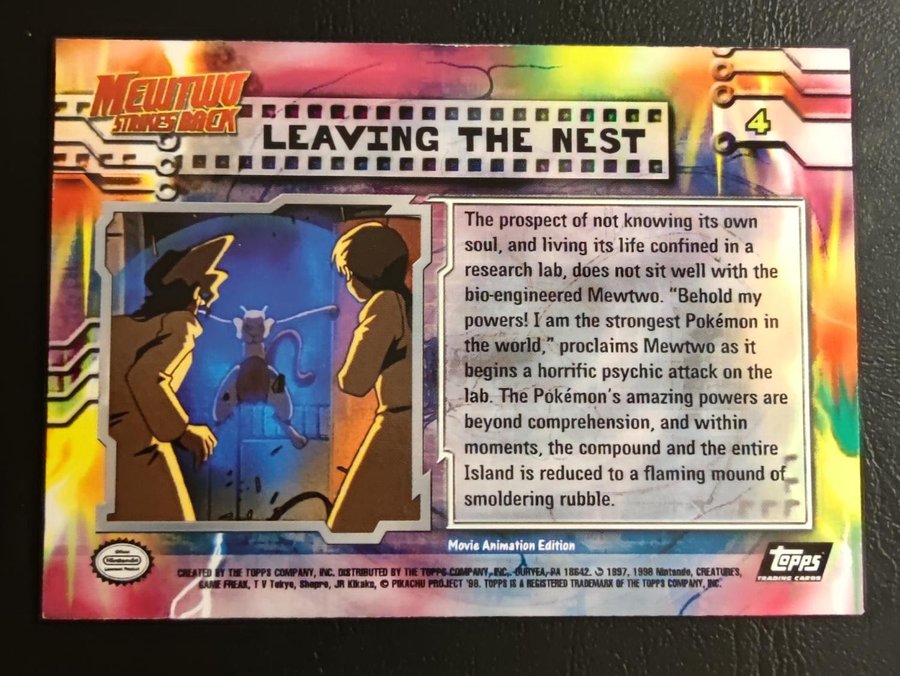 MEWTWO
STRIKES BACK
LEAVING THE NEST
4
The prospect of not knowing its own
soul, and living its life confined in a
research lab, does not sit well with the
bio-engineered Mewtwo. “Behold my
powers! I am the strongest Pokémon in
the world,” proclaims Mewtwo as it
begins a horrific psychic attack on the
lab. The Pokémon’s amazing powers are
beyond comprehension, and within
moments, the compound and the entire
Island is reduced to a flaming mound of
smoldering rubble.
Movie Animation Edition
Official
Nintendo
Licensed Product
CREATED BY THE TOPPS COMPANY, INC. DISTRIBUTED BY THE TOPPS COMPANY, INC., DURYEA, PA 18642. © 1997, 1998 Nintendo, CREATURES,
GAME FREAK, T V Tokyo, Shopro, JR Kikaku, © PIKACHU PROJECT ’98. TOPPS IS A REGISTERED TRADEMARK OF THE TOPPS COMPANY, INC.
Topps
TRADING CARDS